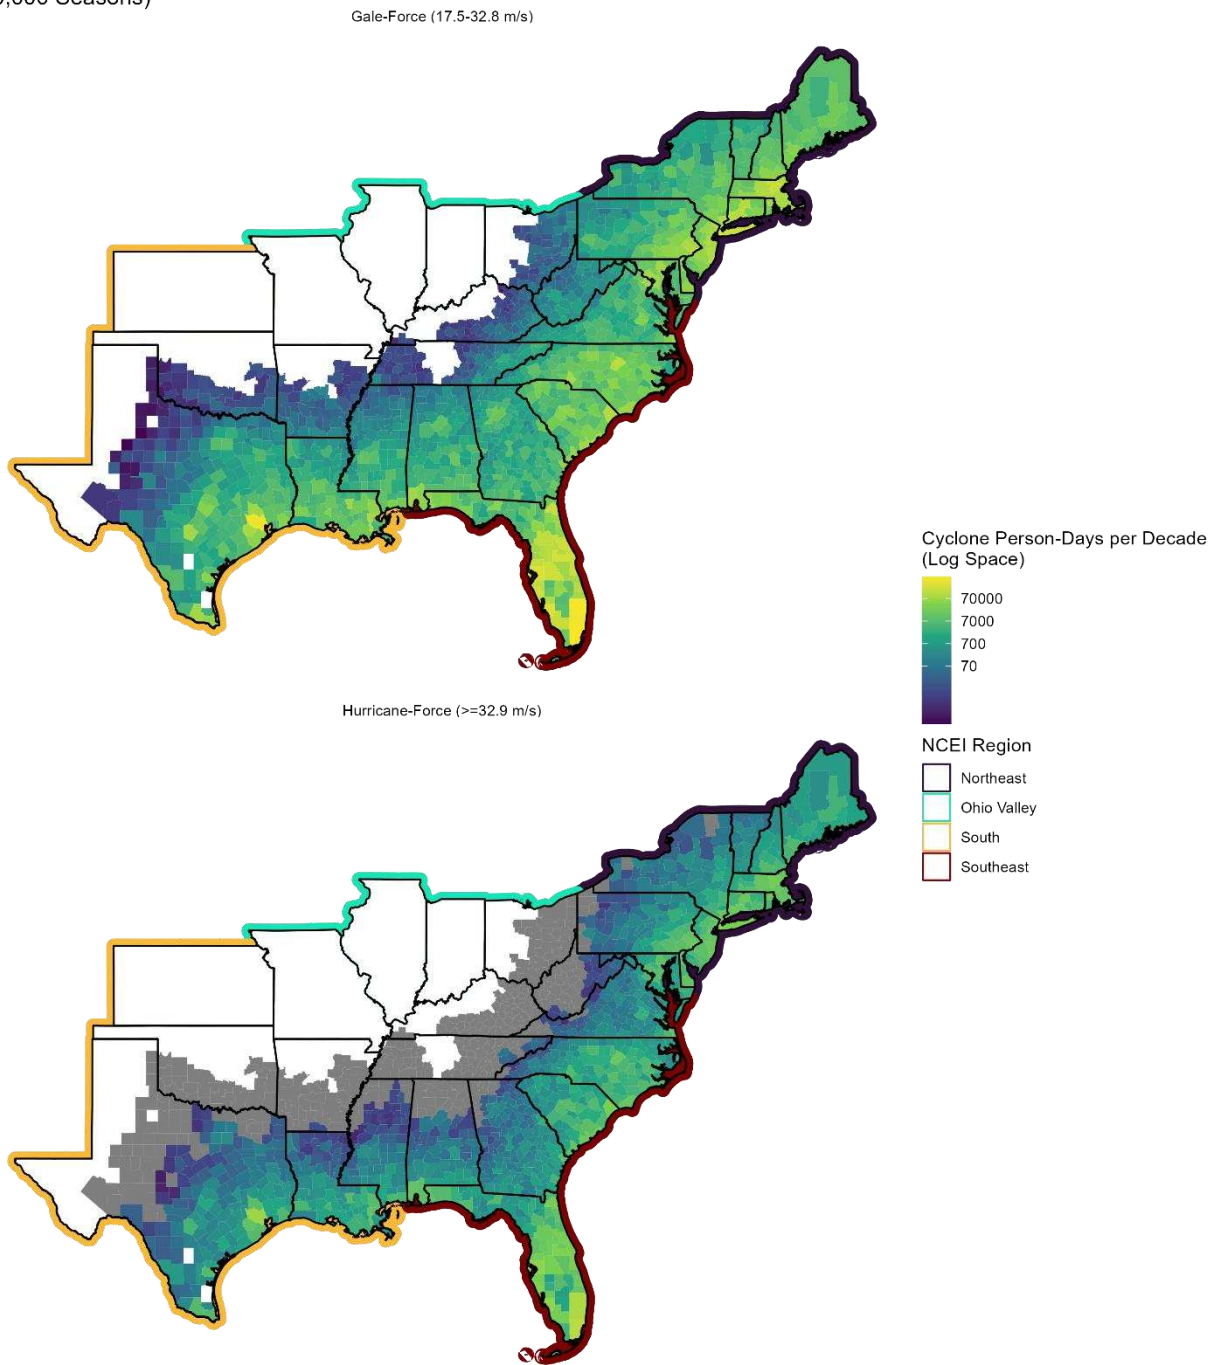 Seasons)
Gale-Force (17.5-32.8 m/s)
Cyclone Person-Days per Decade
(Log Space)
70000
7000
700
70
Hurricane-Force (>=32.9 m/s)
NCEI Region
Northeast
Ohio Valley
South
Southeast